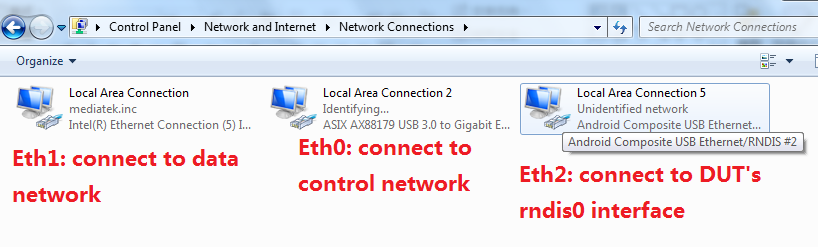 Control Panel Network and Internet Network Connections Search Network Connections
Organize
Local Area Connection
mediatek.inc
Intel(R) Ethernet Connection (5) I...
Local Area Connection 2
Identifying...
ASIX AX88179 USB 3.0 to Gigabit E...
Local Area Connection 5
Unidentified network
Android Composite USB Ethernet...
Android Composite USB Ethernet/RNDIS #2
Eth1: connect to data
network
Eth0: connect to
control network
Eth2: connect to DUT's
rndis0 interface